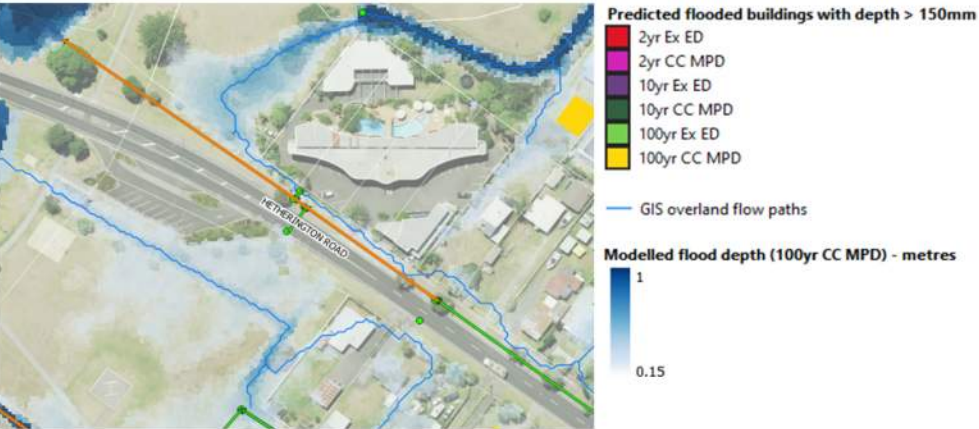 Predicted flooded buildings with depth > 150mm
2yr Ex ED
2yr CC MPD
10yr Ex ED
10yr CC MPD
100yr Ex ED
100yr CC MPD
GIS overland flow paths
Modelled flood depth (100yr CC MPD) - metres
1
0.15
HETHERINGTON ROAD